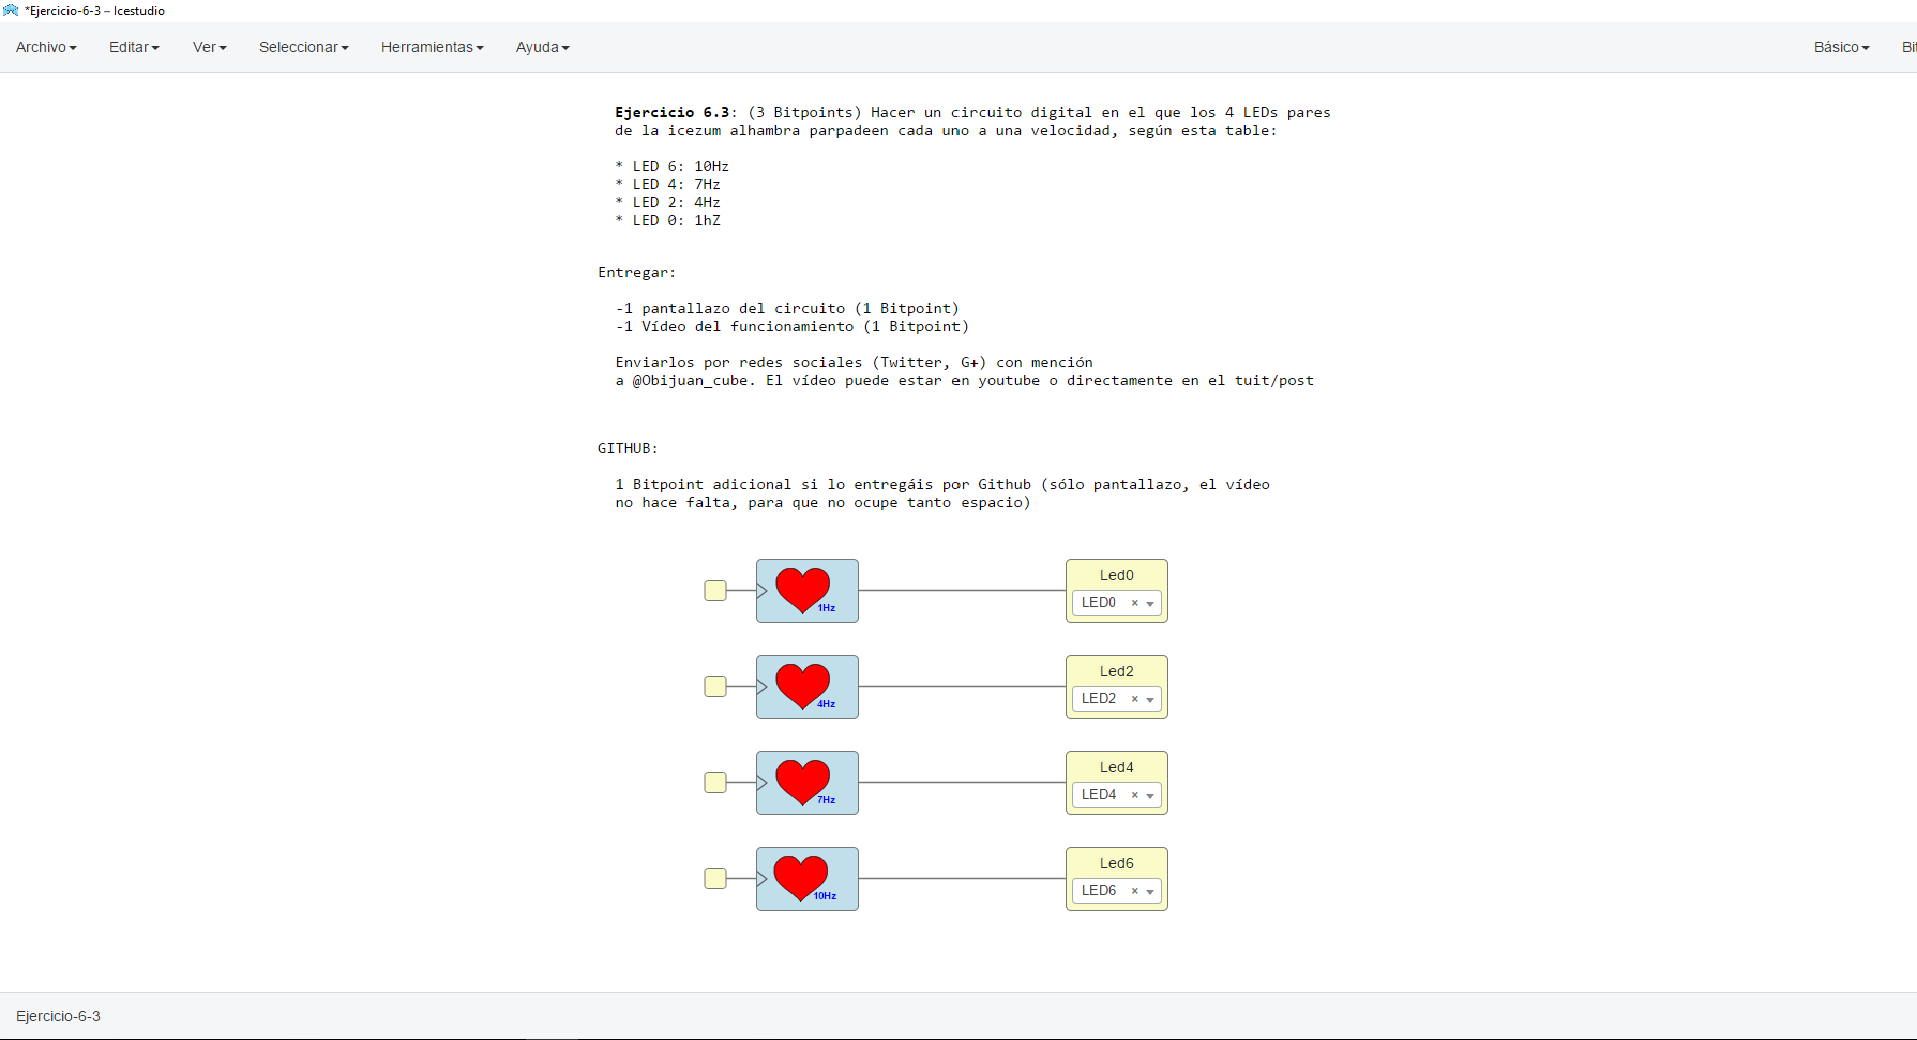 *Ejercicio-6-3 – Icestudio
Archivo Editar Ver Seleccionar Herramientas Ayuda Básico Bit
Ejercicio 6.3: (3 Bitpoints) Hacer un circuito digital en el que los 4 LEDs pares
de la icezum alhambra parpadeen cada uno a una velocidad, según esta table:
* LED 6: 10Hz
* LED 4: 7Hz
* LED 2: 4Hz
* LED 0: 1hZ
Entregar:
-1 pantallazo del circuito (1 Bitpoint)
-1 Vídeo del funcionamiento (1 Bitpoint)
Enviarlos por redes sociales (Twitter, G+) con mención
a @Obijuan_cube. El vídeo puede estar en youtube o directamente en el tuit/post
GITHUB:
1 Bitpoint adicional si lo entregáis por Github (sólo pantallazo, el vídeo
no hace falta, para que no ocupe tanto espacio)
1Hz
Led0
LED0 ×
4Hz
Led2
LED2 ×
7Hz
Led4
LED4 ×
10Hz
Led6
LED6 ×
Ejercicio-6-3